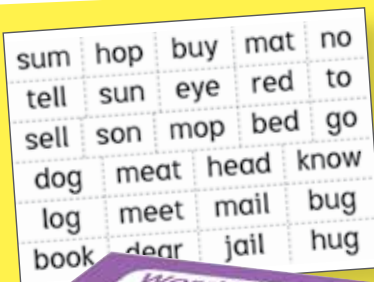 sum hop buy mat no
tell sun eye red to
sell son mop bed go
dog meat head know
log meet mail bug
book dear jail hug